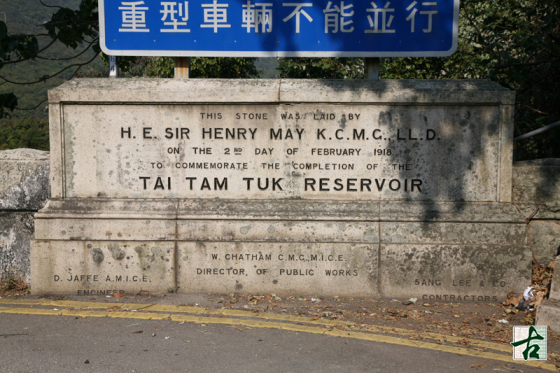 重型車輛不能並行
THIS STONE WAS LAID BY
H. E. SIR HENRY MAY K.C.M.G., LL.D.
ON THE 2ND DAY OF FEBRUARY 1918
TO COMMEMORATE THE COMPLETION OF THE
TAI TAM TUK RESERVOIR
W. CHATHAM C.M.G., M.I.C.E.
DIRECTOR, OF PUBLIC WORKS
D. JAFFE A.M.I.C.E.
ENGINEER
SANG LEE & CO
CONTRACTORS
古